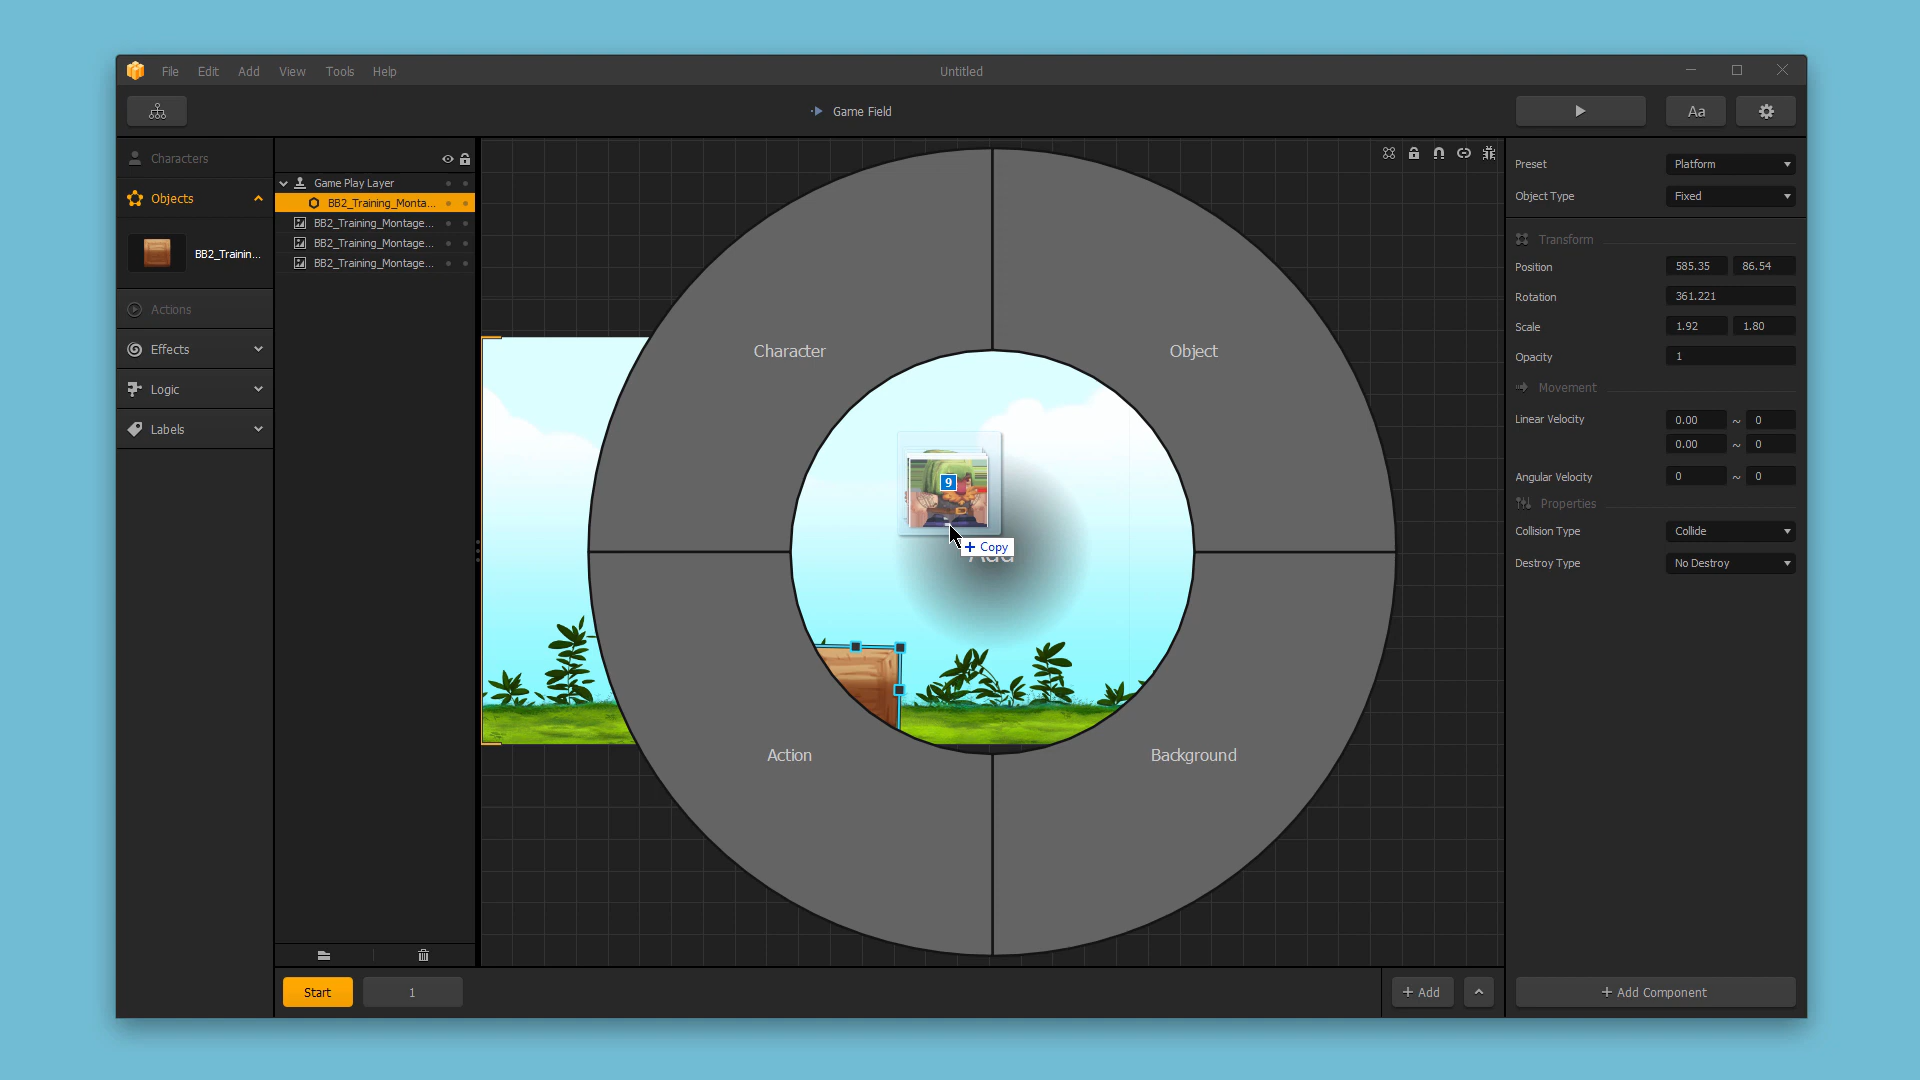 File Edit Add View Tools Help
Untitled
Game Field
Aa
Characters
Objects
BB2_Trainin...
Actions
Effects
Logic
Labels
Game Play Layer
BB2_Training_Monta...
BB2_Training_Montage...
BB2_Training_Montage...
BB2_Training_Montage...
Character
Object
Action
Background
9
Copy
Add
Start
1
+ Add
Preset Platform
Object Type Fixed
Transform
Position 585.35 86.54
Rotation 361.221
Scale 1.92 1.80
Opacity 1
Movement
Linear Velocity 0.00 ~ 0
0.00 ~ 0
Angular Velocity 0 ~ 0
Properties
Collision Type Collide
Destroy Type No Destroy
+ Add Component